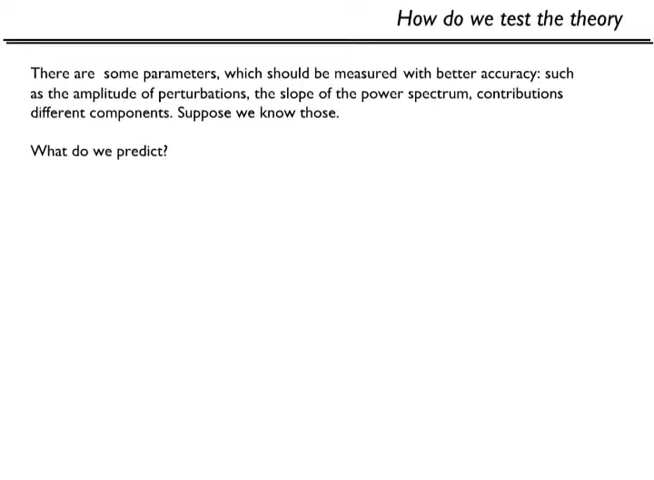 How do we test the theory
There are some parameters, which should be measured with better accuracy: such
as the amplitude of perturbations, the slope of the power spectrum, contributions
different components. Suppose we know those.
What do we predict?